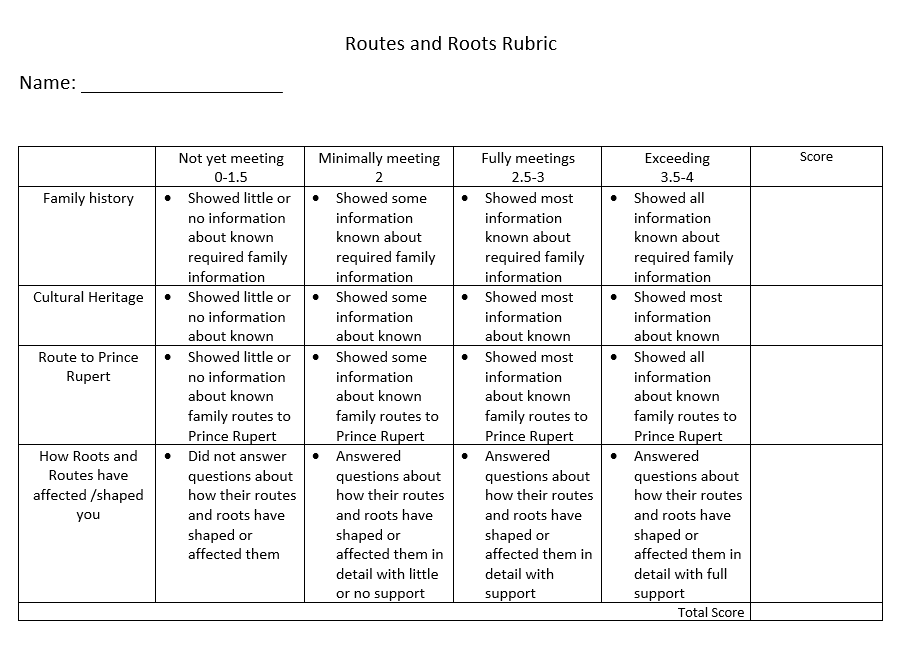 Routes and Roots Rubric
Name: ____________________
Not yet meeting
0-1.5
Minimally meeting
2
Fully meetings
2.5-3
Exceeding
3.5-4
Score
Family history
• Showed little or
no information
about known
required family
information
• Showed some
information
known about
required family
information
• Showed most
information
known about
required family
information
• Showed all
information
known about
required family
information
Cultural Heritage
• Showed little or
no information
about known
• Showed some
information
about known
• Showed most
information
about known
• Showed most
information
about known
Route to Prince
Rupert
• Showed little or
no information
about known
family routes to
Prince Rupert
• Showed some
information
about known
family routes to
Prince Rupert
• Showed most
information
about known
family routes to
Prince Rupert
• Showed all
information
about known
family routes to
Prince Rupert
How Roots and
Routes have
affected /shaped
you
• Did not answer
questions about
how their routes
and roots have
shaped or
affected them
• Answered
questions about
how their routes
and roots have
shaped or
affected them in
detail with little
or no support
• Answered
questions about
how their routes
and roots have
shaped or
affected them in
detail with
support
• Answered
questions about
how their routes
and roots have
shaped or
affected them in
detail with full
support
Total Score